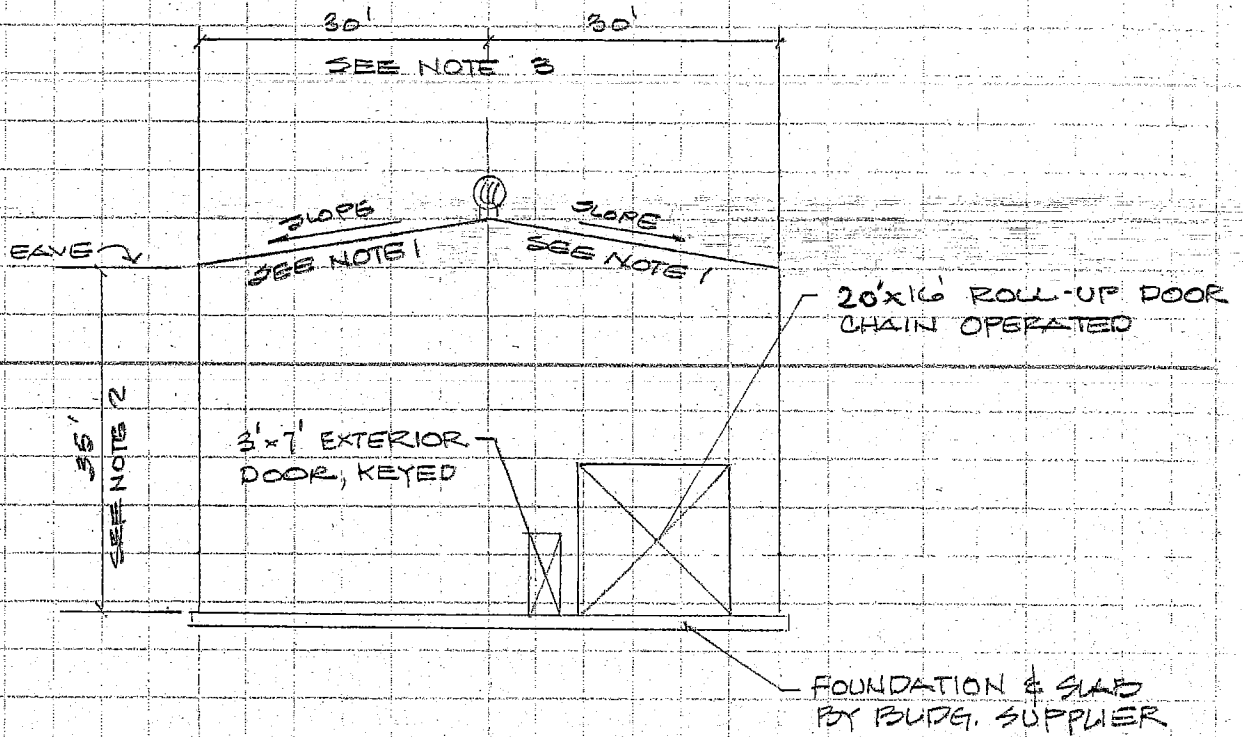 30' 30'
SEE NOTE 3
SLOPE SLOPE
EAVE
SEE NOTE 1 SEE NOTE 1
20'x16' ROLL-UP DOOR
CHAIN OPERATED
35'
SEE NOTE 2
3'x7' EXTERIOR
DOOR, KEYED
FOUNDATION & SLAB
BY BLDG. SUPPLIER